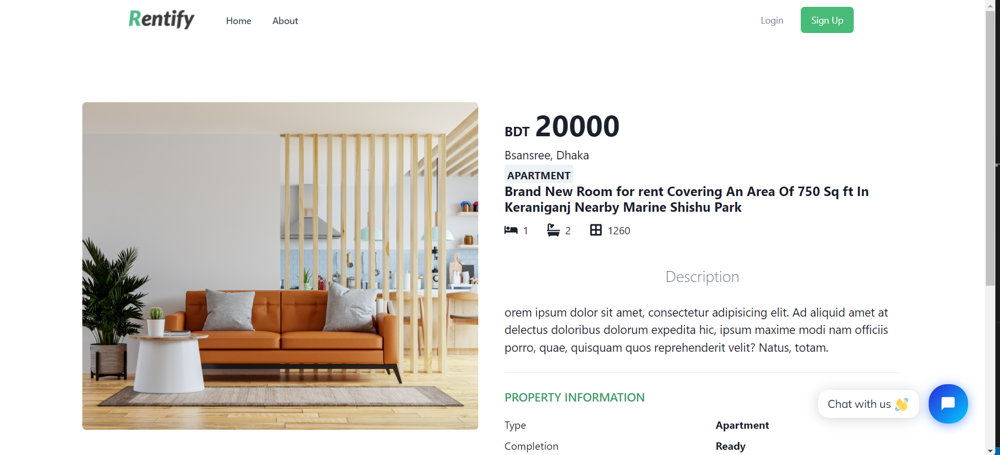 Rentify
Home
About
Login
Sign Up
BDT 20000
Bsansree, Dhaka
APARTMENT
Brand New Room for rent Covering An Area Of 750 Sq ft In
Keraniganj Nearby Marine Shishu Park
1 2 1260
Description
orem ipsum dolor sit amet, consectetur adipisicing elit. Ad aliquid amet at
delectus doloribus dolorum expedita hic, ipsum maxime modi nam officiis
porro, quae, quisquam quos reprehenderit velit? Natus, totam.
PROPERTY INFORMATION
Chat with us 👋
Type Apartment
Completion Ready